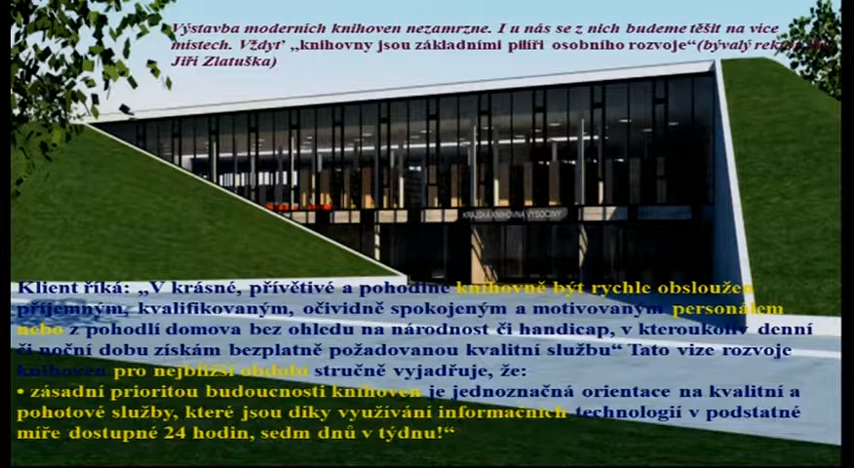 Výstavba moderních knihoven nezamrzne. I u nás se z nich budeme těšit na více
místech. Vždyť „knihovny jsou základními pilíři osobního rozvoje“(bývalý rektor
Jiří Zlatuška)
KRAJSKÁ KNIHOVNA VYSOČINY
Klient říká: „V krásné, přívětivé a pohodlné knihovně být rychle obsloužen
příjemným, kvalifikovaným, očividně spokojeným a motivovaným personálem
nebo z pohodlí domova bez ohledu na národnost či handicap, v kteroukoliv denní
či noční dobu získám bezplatně požadovanou kvalitní službu“ Tato vize rozvoje
knihoven pro nejbližší období stručně vyjadřuje, že:
• zásadní prioritou budoucnosti knihoven je jednoznačná orientace na kvalitní a
pohotové služby, které jsou díky využívání informačních technologií v podstatné
míře dostupné 24 hodin, sedm dnů v týdnu!“